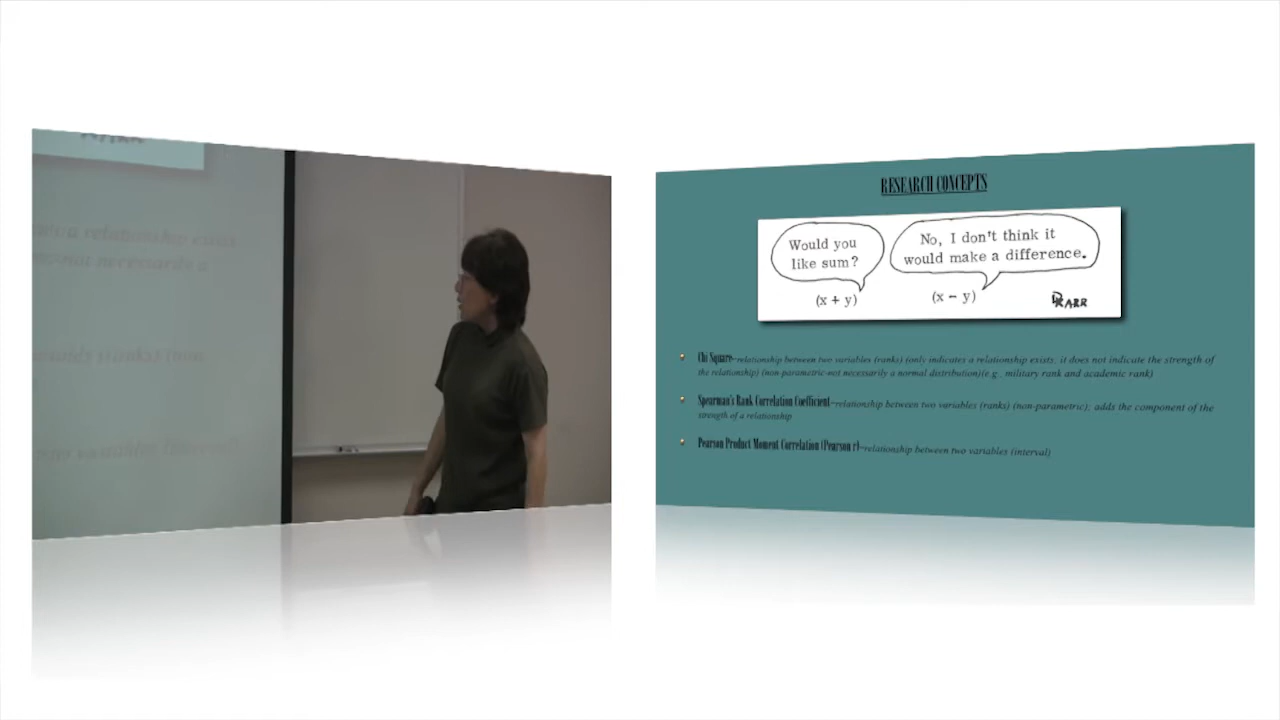 RESEARCH CONCEPTS
Would you
like sum?
No, I don't think it
would make a difference.
(x + y)
(x - y)
Chi Square-relationship between two variables (ranks) (only indicates a relationship exists; it does not indicate the strength of
the relationship) (non-parametric-not necessarily a normal distribution)(e.g., military rank and academic rank)
Spearman's Rank Correlation Coefficient-relationship between two variables (ranks) (non-parametric); adds the component of the
strength of a relationship
Pearson Product Moment Correlation (Pearson r)-relationship between two variables (interval)